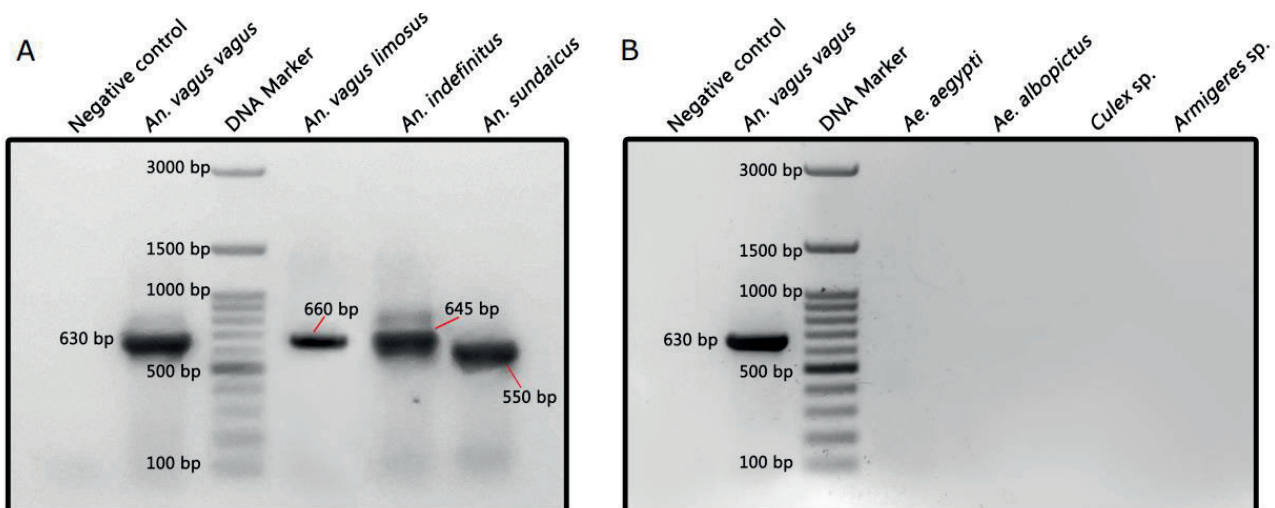 A
Negative control
An. vagus vagus
DNA Marker
An. vagus limosus
An. indefinitus
An. sundaicus
3000 bp
1500 bp
1000 bp
660 bp
645 bp
630 bp
500 bp
550 bp
100 bp
B
Negative control
An. vagus vagus
DNA Marker
Ae. aegypti
Ae. albopictus
Culex sp.
Armigeres sp.
3000 bp
1500 bp
1000 bp
630 bp
500 bp
100 bp